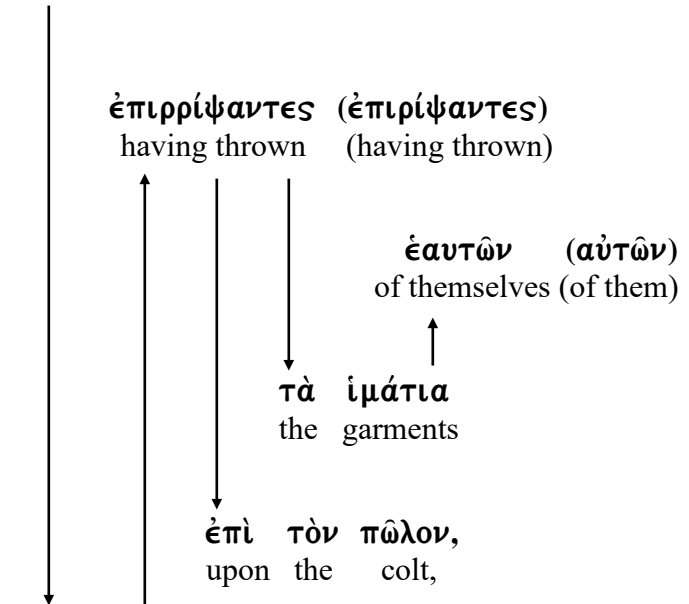 ἐπιρρίψαντες (ἐπιρίψαντες)
having thrown (having thrown)
ἑαυτῶν (αὐτῶν)
of themselves (of them)
τὰ ἱμάτια
the garments
ἐπὶ τὸν πῶλον,
upon the colt,